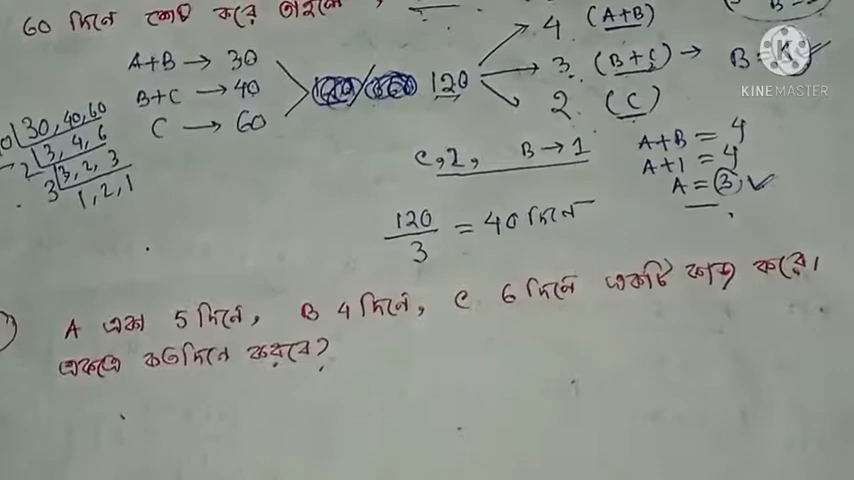 60 দিনে শেষ করে তাহলে,
A+B → 30
B+C → 40
C → 60
120
4 (A+B)
3 (B+C) →
2 (C)
KINEMASTER
30, 40, 60
2 3, 4, 6
3 3, 2, 3
1, 2, 1
C, 2, B → 1
A+B = 4
A+1 = 4
A = 3
120/3 = 40 দিনে
A একা 5 দিনে, B 4 দিনে, C 6 দিনে একটি কাজ করে।
একত্রে কতদিনে করবে?